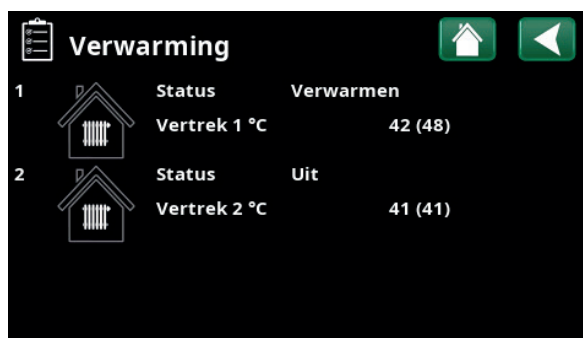 Verwarming
1 Status Verwarmen
Vertrek 1 °C 42 (48)
2 Status Uit
Vertrek 2 °C 41 (41)